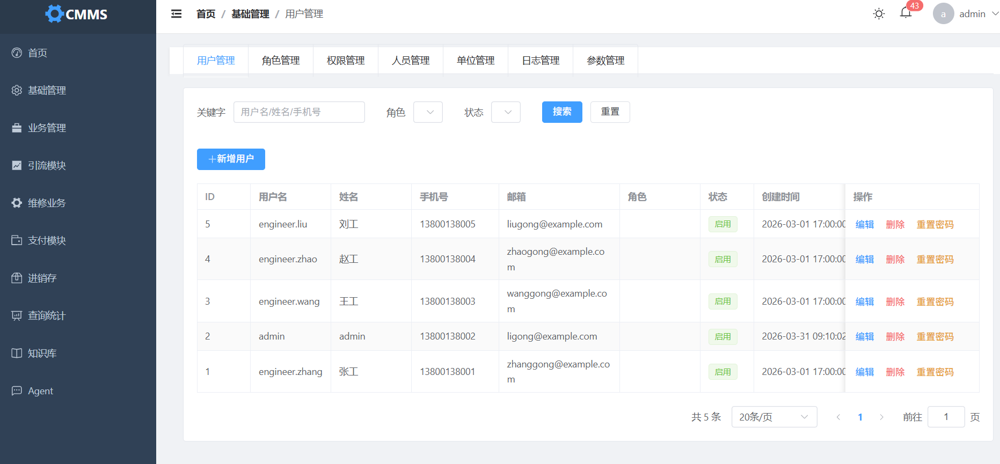 CMMS
首页 / 基础管理 / 用户管理
43
a
admin
首页
基础管理
业务管理
引流模块
维修业务
支付模块
进销存
查询统计
知识库
Agent
用户管理 角色管理 权限管理 人员管理 单位管理 日志管理 参数管理
关键字 用户名/姓名/手机号 角色 状态 搜索 重置
新增用户
ID 用户名 姓名 手机号 邮箱 角色 状态 创建时间 操作
5 engineer.liu 刘工 13800138005 liugong@example.com 启用 2026-03-01 17:00:00 编辑 删除 重置密码
4 engineer.zhao 赵工 13800138004 zhaogong@example.co
m 启用 2026-03-01 17:00:00 编辑 删除 重置密码
3 engineer.wang 王工 13800138003 wanggong@example.co
m 启用 2026-03-01 17:00:00 编辑 删除 重置密码
2 admin admin 13800138002 ligong@example.com 启用 2026-03-31 09:10:02 编辑 删除 重置密码
1 engineer.zhang 张工 13800138001 zhanggong@example.co
m 启用 2026-03-01 17:00:00 编辑 删除 重置密码
共 5 条 20条/页 1 前往 1 页